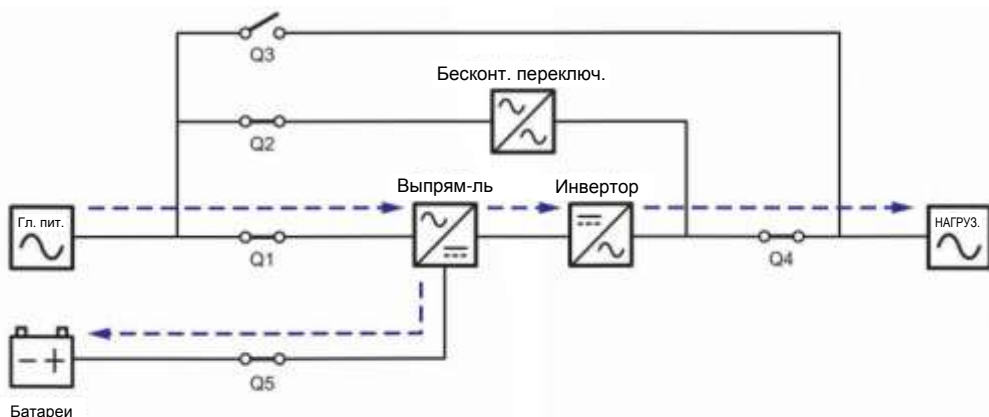 Q3
Бесконт. переключ.
Q2
Выпрям-ль
Инвертор
Гл. пит.
НАГРУЗ.
Q1
Q4
Q5
Батареи